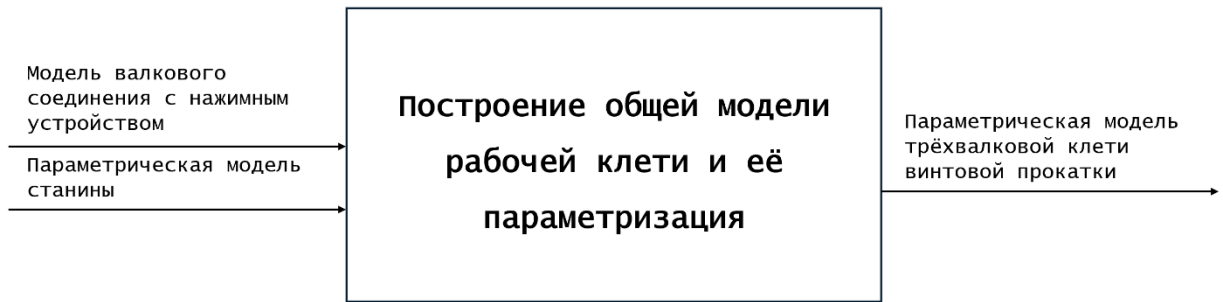 Модель валкового
соединения с нажимным
устройством
Параметрическая модель
станины
Построение общей модели
рабочей клети и её
параметризация
Параметрическая модель
трёхвалковой клети
винтовой прокатки